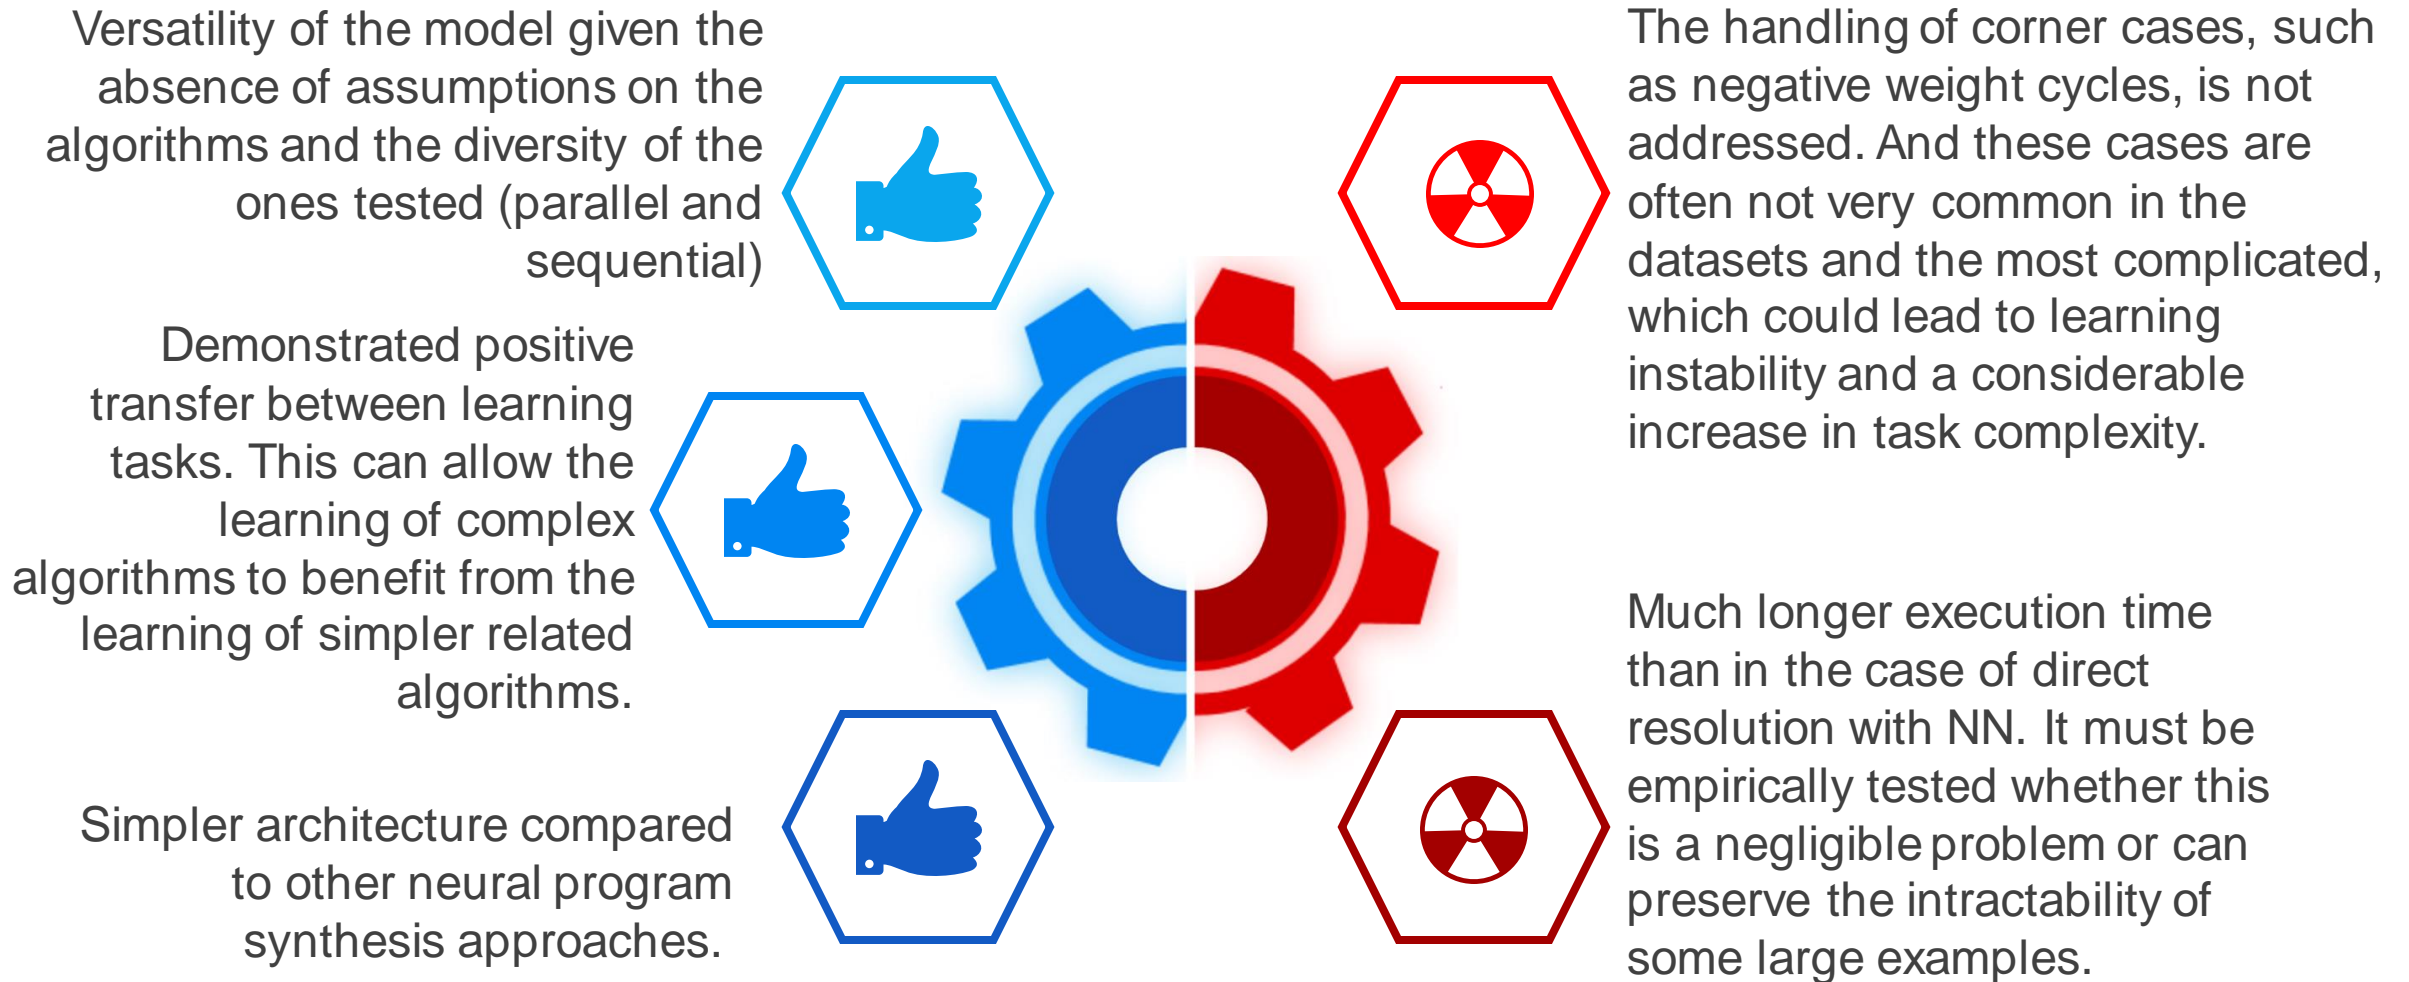 Versatility of the model given the
absence of assumptions on the
algorithms and the diversity of the
ones tested (parallel and
sequential)
Demonstrated positive
transfer between learning
tasks. This can allow the
learning of complex
algorithms to benefit from the
learning of simpler related
algorithms.
Simpler architecture compared
to other neural program
synthesis approaches.
The handling of corner cases, such
as negative weight cycles, is not
addressed. And these cases are
often not very common in the
datasets and the most complicated,
which could lead to learning
instability and a considerable
increase in task complexity.
Much longer execution time
than in the case of direct
resolution with NN. It must be
empirically tested whether this
is a negligible problem or can
preserve the intractability of
some large examples.